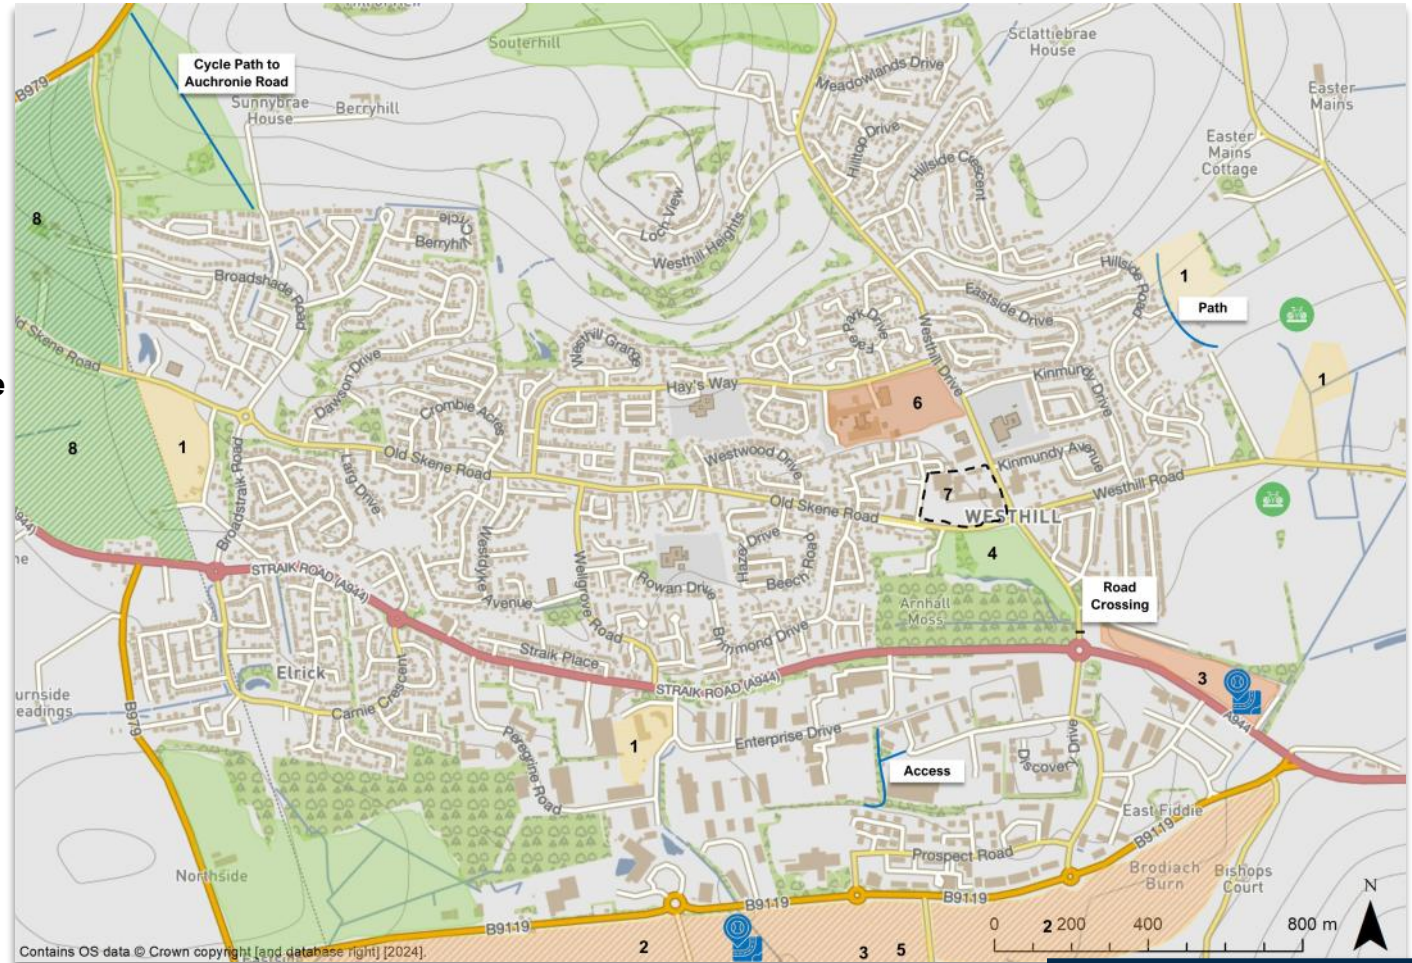 Souterhill
Sclattiebrae
House
Meadowlands Drive
Cycle Path to
Auchronie Road
B979
Sunnybrae
House
Berryhill
Easter
Mains
Hilltop Drive
Easter
Mains
Cottage
Hillside Crescent
8
Loch View
Berryhill
Circle
Westhill Heights
Broadshade Road
Hillside Road
1
Path
Eastside Drive
Park Drive
Westhill Drive
Old Skene Road
Westhill Grange
Dawson Drive
Hay's Way
Kinmundy Drive
1
e
Crombie Acres
6
8
1
Broadstraik Road
Old Skene Road
Larg Drive
Westwood Drive
Kinmundy Avenue
Westhill Road
7
Old Skene Road
WESTHILL
(A944)
STRAIK ROAD (A944)
Westdyke
Avenue
Wellgrove Road
Hazel Drive
Beech Road
Rowan Drive
4
Arnhall
Moss
Road
Crossing
Brimmond Drive
Straik Place
STRAIK ROAD (A944)
Elrick
Carnie Crescent
3
A944
B979
1
Enterprise Drive
Peregrine Road
Access
Discovery Drive
East Fiddie
Prospect Road
B9119
Northside
Brodiach
Burn
Bishops
Court
B9119
B9119
B9119
N
0
2
200
400
800 m
2
3
5
Contains OS data © Crown copyright [and database right] [2024].